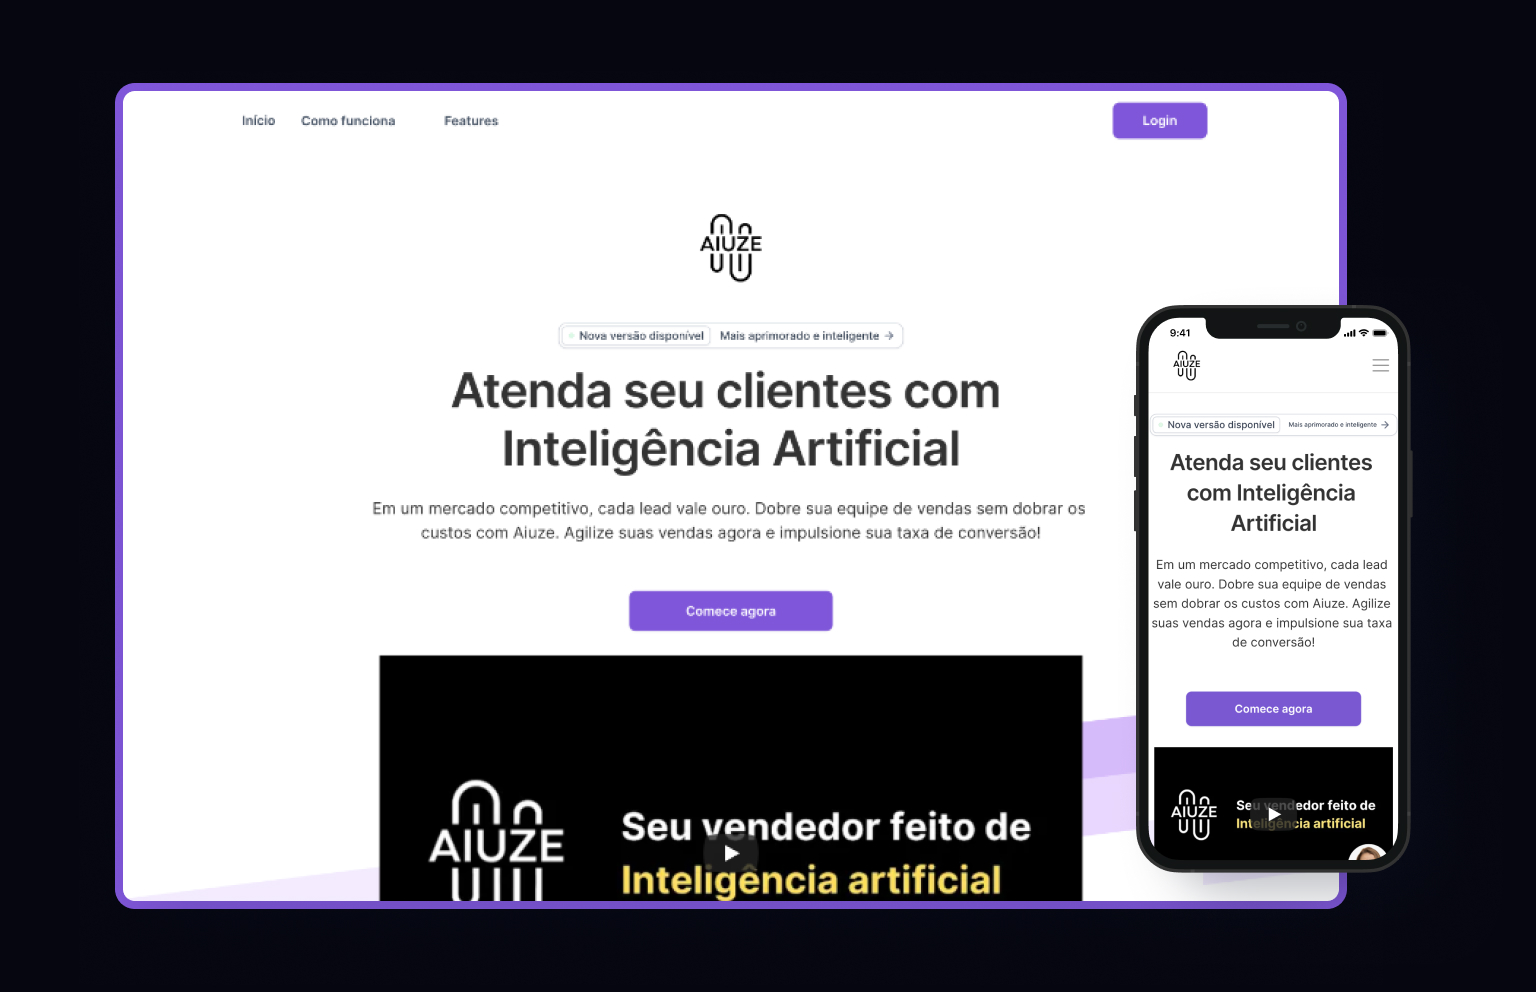 Início Como funciona Features Login
AIUZE
Nova versão disponível Mais aprimorado e inteligente →
Atenda seu clientes com
Inteligência Artificial
Em um mercado competitivo, cada lead vale ouro. Dobre sua equipe de vendas sem dobrar os
custos com Aiuze. Agilize suas vendas agora e impulsione sua taxa de conversão!
Comece agora
AIUZE
Seu vendedor feito de
Inteligência artificial
9:41
AIUZE
Nova versão disponível Mais aprimorado e inteligente →
Atenda seu clientes
com Inteligência
Artificial
Em um mercado competitivo, cada lead
vale ouro. Dobre sua equipe de vendas
sem dobrar os custos com Aiuze. Agilize
suas vendas agora e impulsione sua taxa
de conversão!
Comece agora
AIUZE
Seu vendedor feito de
Inteligência artificial